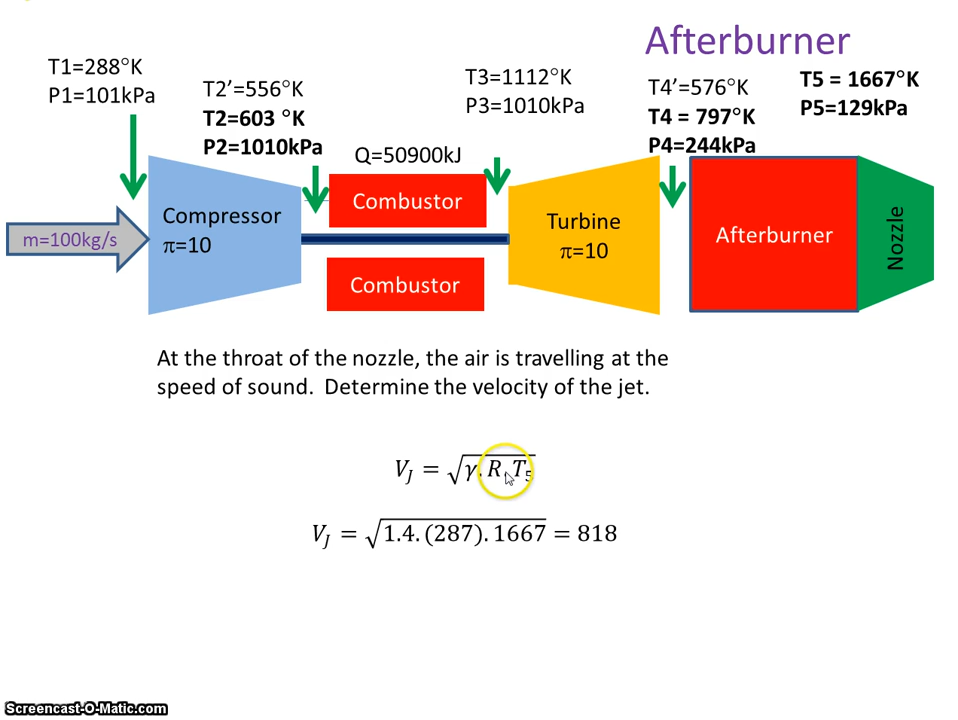 Afterburner
T1=288°K
P1=101kPa
T2’=556°K
T2=603 °K
P2=1010kPa
T3=1112°K
P3=1010kPa
T4’=576°K
T4 = 797°K
P4=244kPa
T5 = 1667°K
P5=129kPa
Q=50900kJ
m=100kg/s
Compressor
π=10
Combustor
Combustor
Turbine
π=10
Afterburner
Nozzle
At the throat of the nozzle, the air is travelling at the
speed of sound.  Determine the velocity of the jet.
V_J = √γ.R.T_5
V_J = √1.4.(287).1667 = 818
Screencast-O-Matic.com